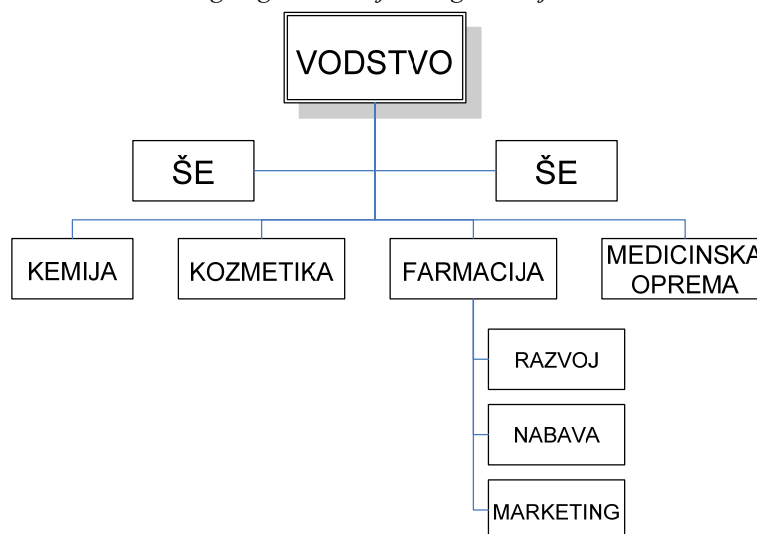 VODSTVO
ŠE
ŠE
KEMIJA
KOZMETIKA
FARMACIJA
MEDICINSKA
OPREMA
RAZVOJ
NABAVA
MARKETING